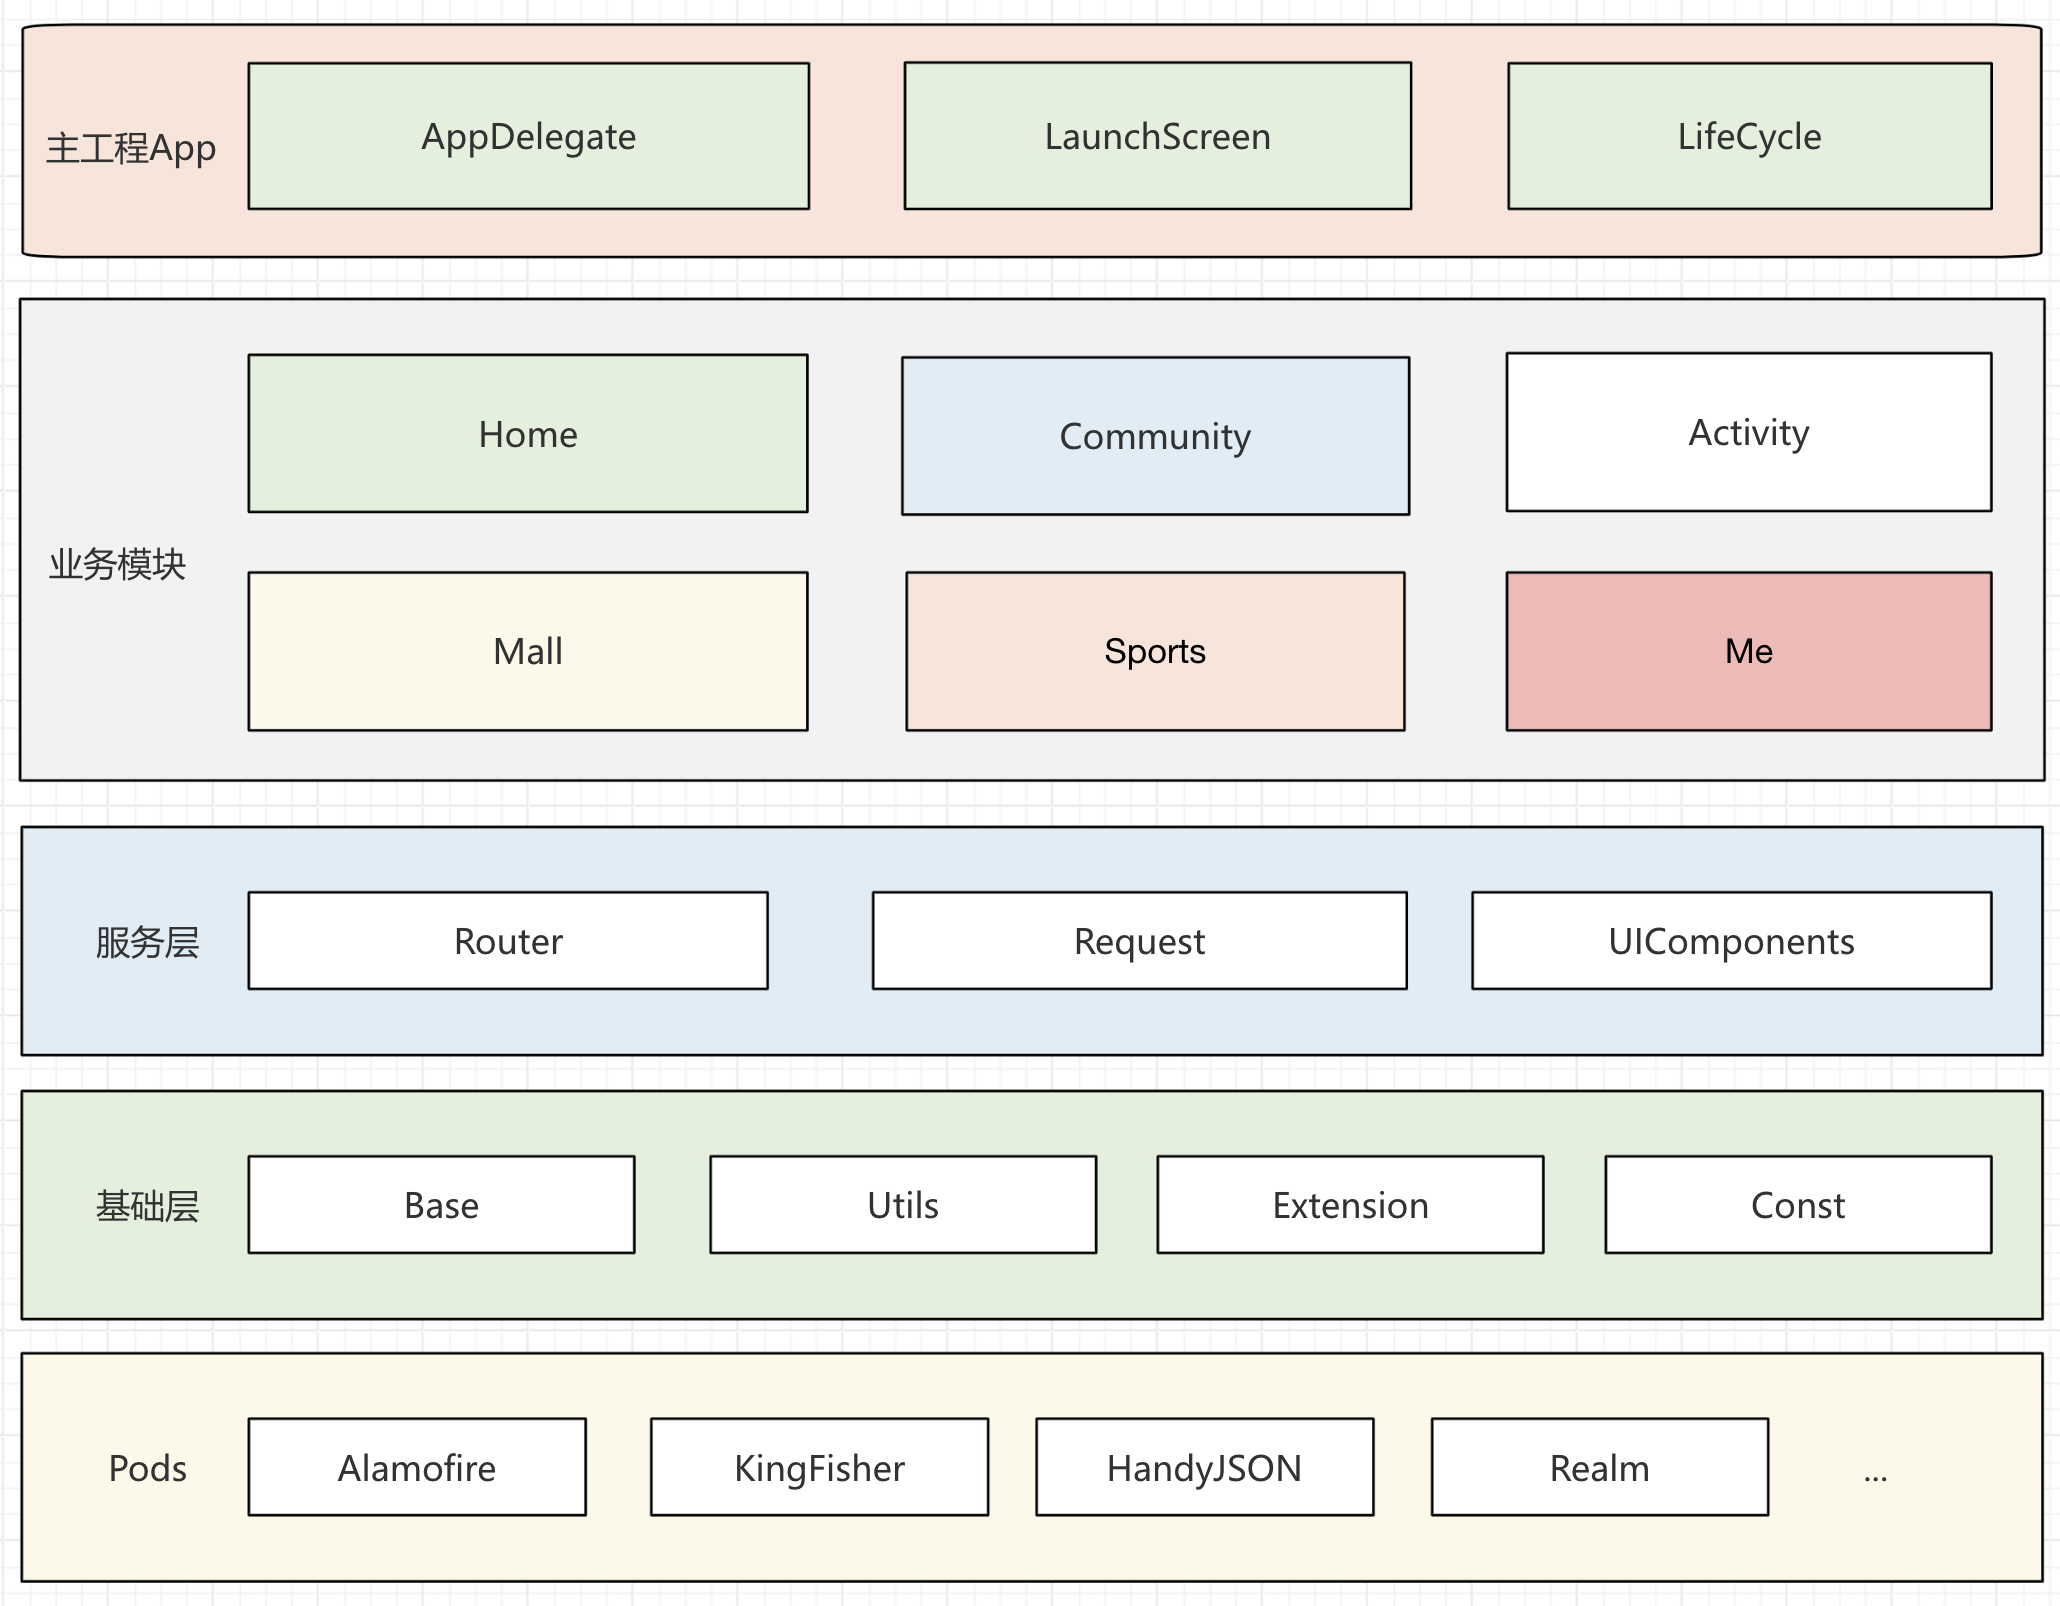 主工程App
AppDelegate
LaunchScreen
LifeCycle
业务模块
Home
Community
Activity
Mall
Sports
Me
服务层
Router
Request
UIComponents
基础层
Base
Utils
Extension
Const
Pods
Alamofire
KingFisher
HandyJSON
Realm
...